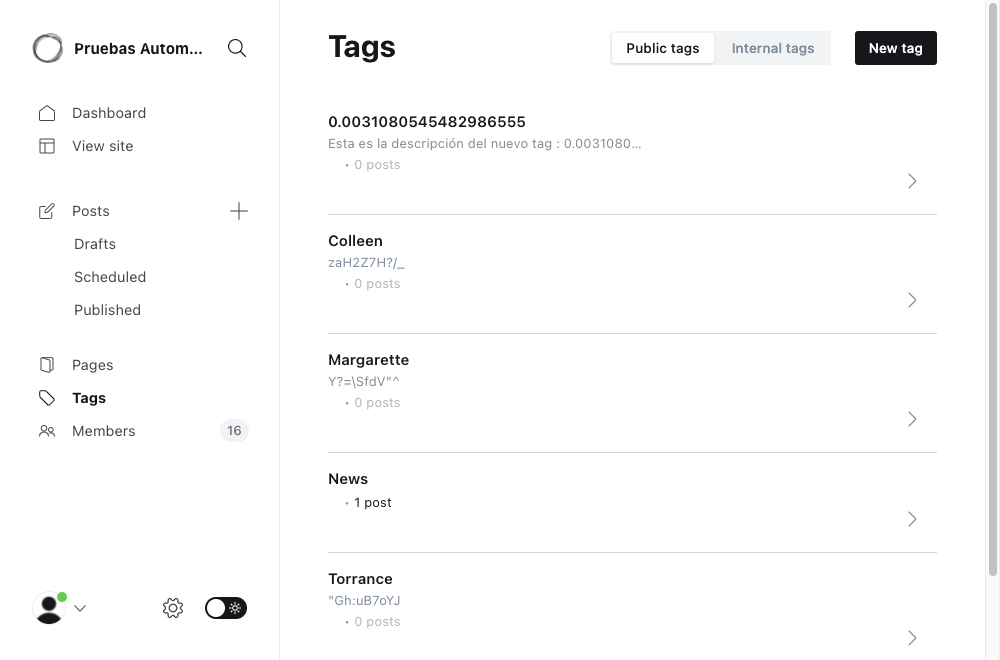 Pruebas Autom...
Dashboard
View site
Posts
Drafts
Scheduled
Published
Pages
Tags
Members 16
Tags
Public tags Internal tags New tag
0.0031080545482986555
Esta es la descripción del nuevo tag : 0.0031080...
• 0 posts
Colleen
zaH2Z7H?/_
• 0 posts
Margarette
Y?=\SfdV"^
• 0 posts
News
• 1 post
Torrance
"Gh:uB7oYJ
• 0 posts